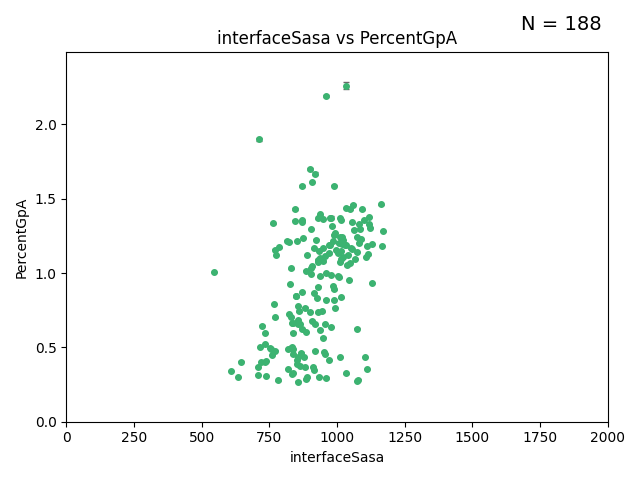 N = 188
interfaceSasa vs PercentGpA
PercentGpA
2.0
1.5
1.0
0.5
0.0
0 250 500 750 1000 1250 1500 1750 2000
interfaceSasa